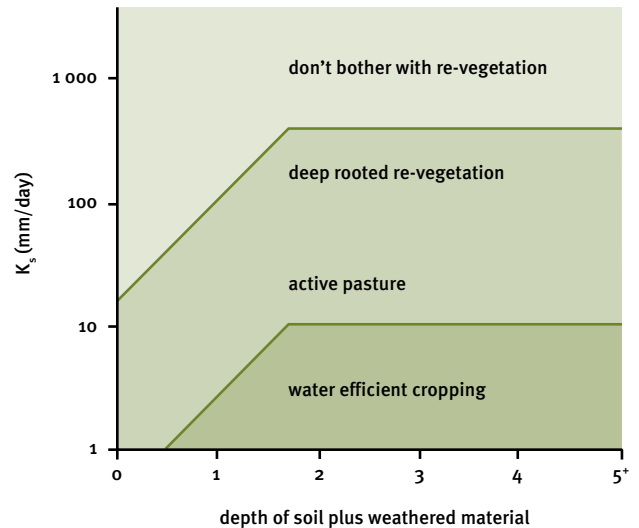 1 000
don't bother with re-vegetation
deep rooted re-vegetation
100
Ks (mm/day)
active pasture
10
water efficient cropping
1
0 1 2 3 4 5+
depth of soil plus weathered material